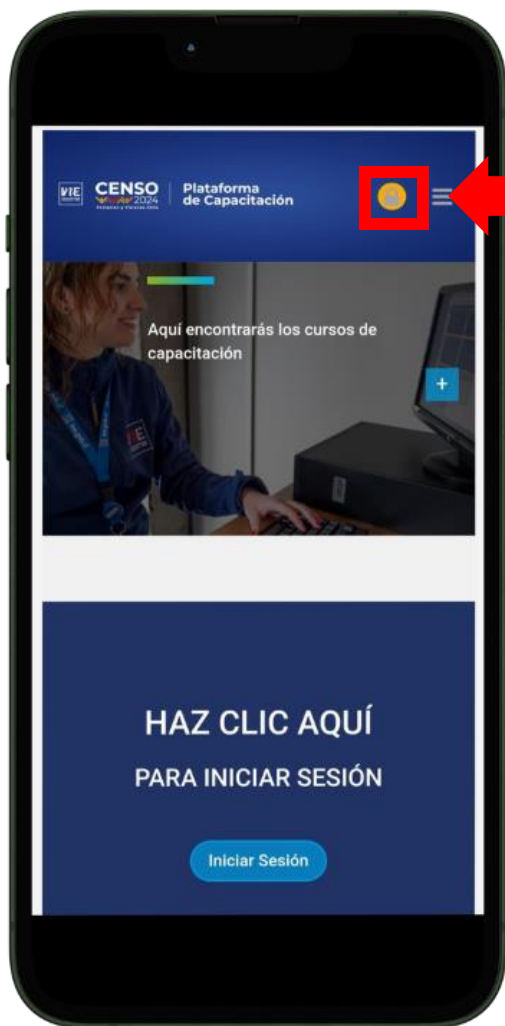 CENSO
2024
Plataforma
de Capacitación
Aquí encontrarás los cursos de
capacitación
+
HAZ CLIC AQUÍ
PARA INICIAR SESIÓN
Iniciar Sesión